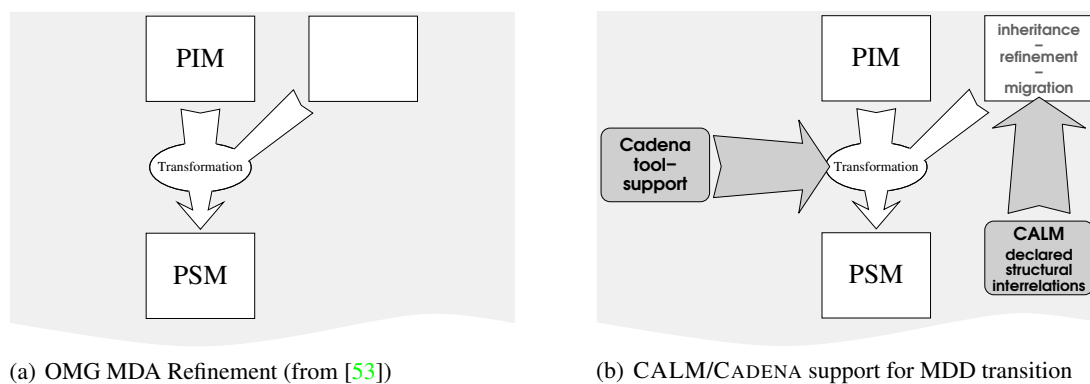 PIM
Transformation
PSM
(a) OMG MDA Refinement (from [53])
PIM
inheritance
–
refinement
–
migration
Cadena
tool–
support
Transformation
PSM
CALM
declared
structural
interrelations
(b) CALM/CADENA support for MDD transition